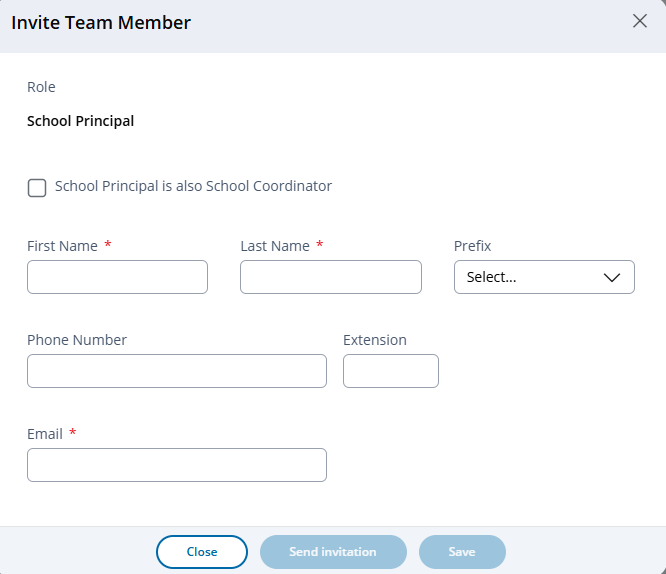 Invite Team Member
Role
School Principal
School Principal is also School Coordinator
First Name *
Last Name *
Prefix
Select...
Phone Number
Extension
Email *
Close
Send invitation
Save